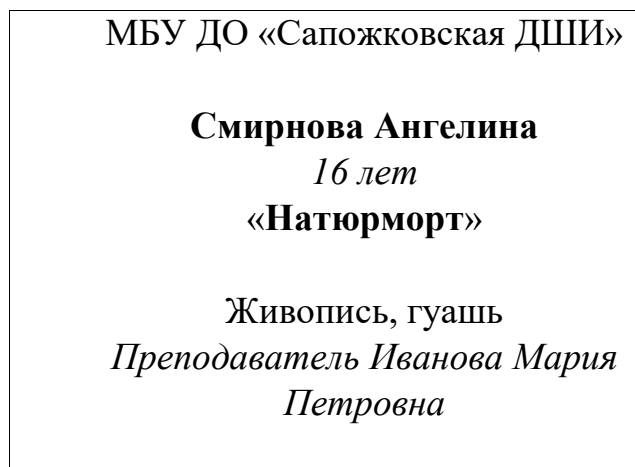 МБУ ДО «Сапожковская ДШИ»
Смирнова Ангелина
16 лет
«Натюрморт»
Живопись, гуашь
Преподаватель Иванова Мария
Петровна